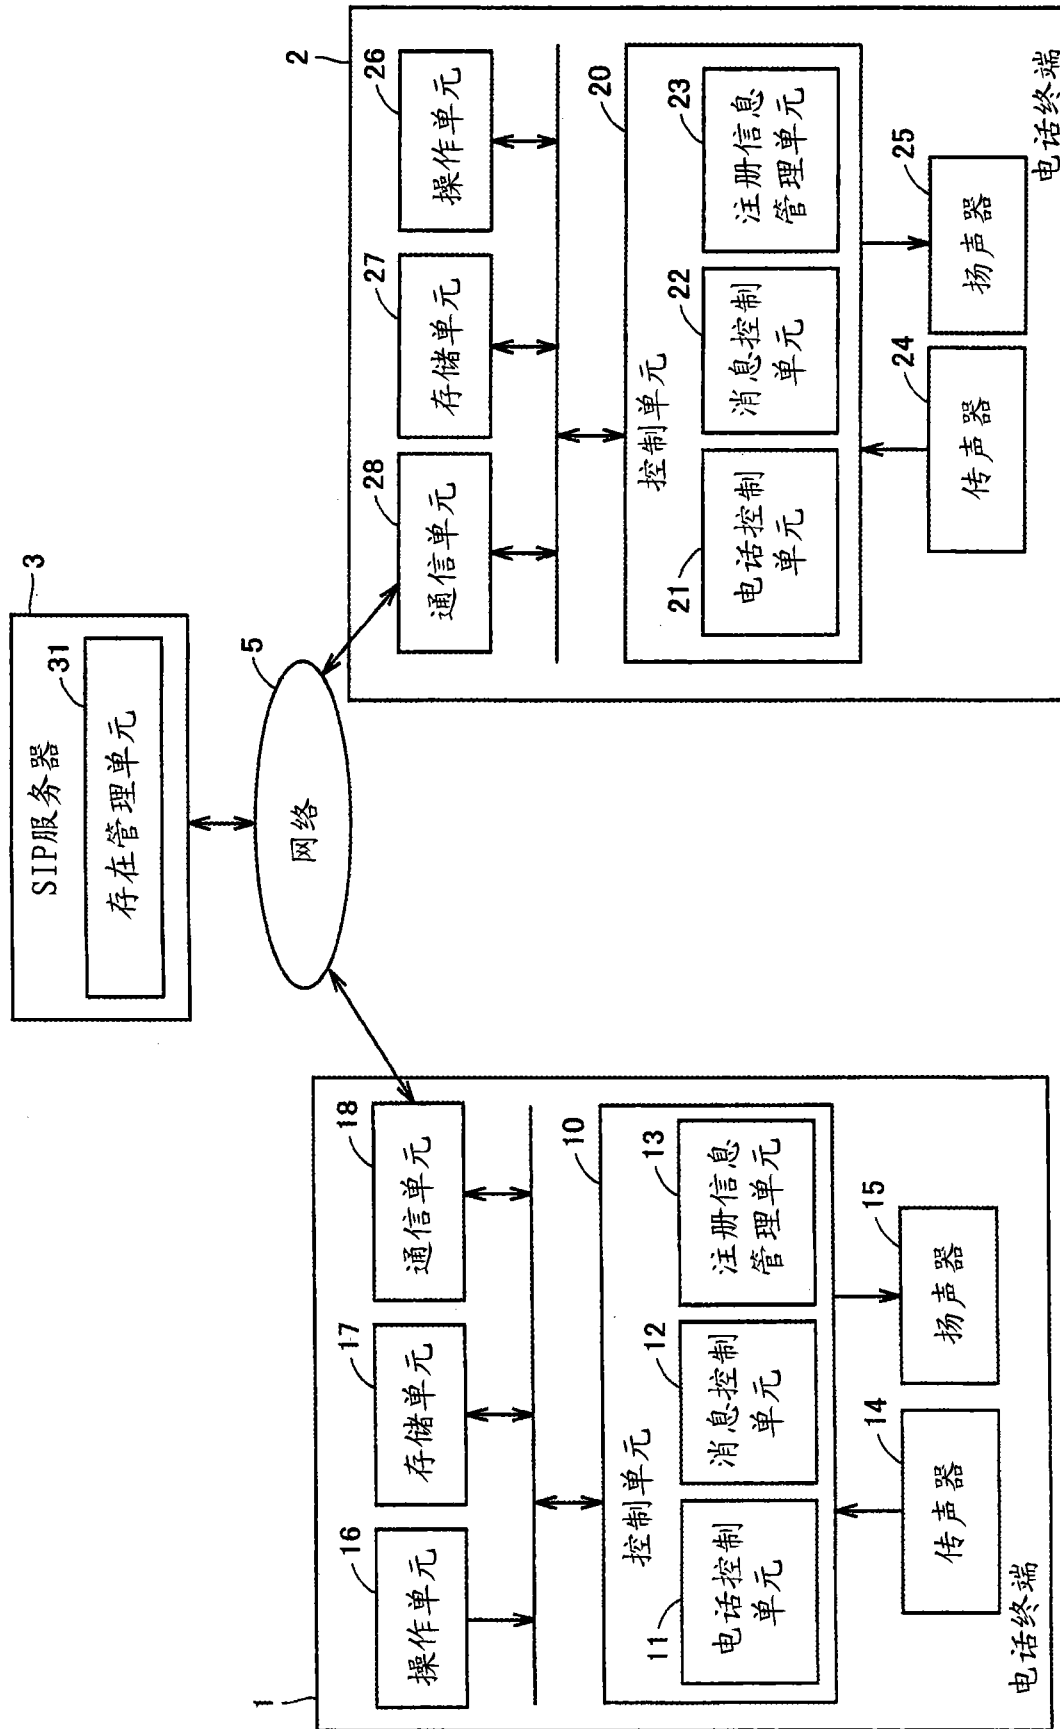 3
SIP服务器
31
存在管理单元
5
网络
1
16
操作单元
17
存储单元
18
通信单元
10
控制单元
11
电话控制
单元
12
消息控制
单元
13
注册信息
管理单元
14
传声器
15
扬声器
电话终端
2
28
通信单元
27
存储单元
26
操作单元
20
控制单元
21
电话控制
单元
22
消息控制
单元
23
注册信息
管理单元
24
传声器
25
扬声器
电话终端